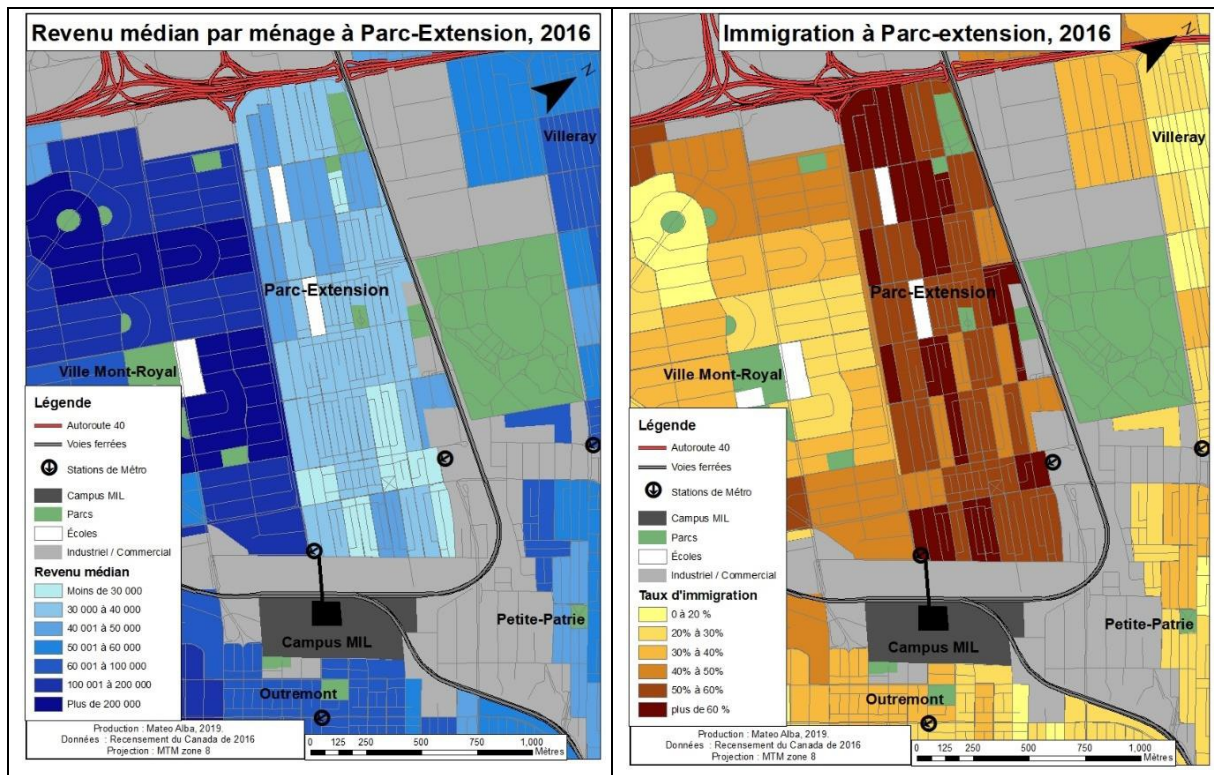 Revenu médian par ménage à Parc-Extension, 2016
N
Villeray
Parc-Extension
Ville Mont-Royal
Légende
Autoroute 40
Voies ferrées
Stations de Métro
Campus MIL
Parcs
Écoles
Industriel / Commercial
Revenu médian
Moins de 30 000
30 000 à 40 000
40 001 à 50 000
50 001 à 60 000
60 001 à 100 000
100 001 à 200 000
Plus de 200 000
Petite-Patrie
Campus MIL
Outremont
Production : Mateo Alba, 2019.
Données : Recensement du Canada de 2016
Projection : MTM zone 8
0 125 250 500 750 1,000
Mètres
Immigration à Parc-extension, 2016
N
Villeray
Parc-Extension
Ville Mont-Royal
Légende
Autoroute 40
Voies ferrées
Stations de Métro
Campus MIL
Parcs
Écoles
Industriel / Commercial
Taux d'immigration
0 à 20 %
20% à 30%
30% à 40%
40% à 50%
50% à 60%
plus de 60 %
Petite-Patrie
Campus MIL
Outremont
Production : Mateo Alba, 2019.
Données : Recensement du Canada de 2016
Projection : MTM zone 8
0 125 250 500 750 1,000
Mètres